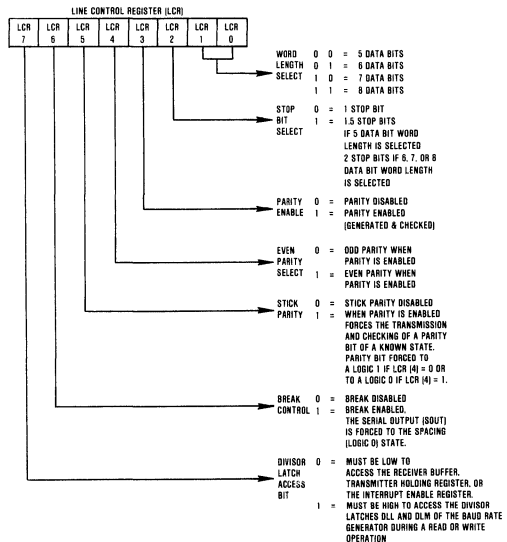 LINE CONTROL REGISTER (LCR)
LCR LCR LCR LCR LCR LCR LCR LCR
7 6 5 4 3 2 1 0
WORD 0 0 = 5 DATA BITS
LENGTH 0 1 = 6 DATA BITS
SELECT 1 0 = 7 DATA BITS
1 1 = 8 DATA BITS
STOP 0 = 1 STOP BIT
BIT 1 = 1.5 STOP BITS
SELECT IF 5 DATA BIT WORD
LENGTH IS SELECTED
2 STOP BITS IF 6, 7, OR 8
DATA BIT WORD LENGTH
IS SELECTED
PARITY 0 = PARITY DISABLED
ENABLE 1 = PARITY ENABLED
(GENERATED & CHECKED)
EVEN 0 = ODD PARITY WHEN
PARITY PARITY IS ENABLED
SELECT 1 = EVEN PARITY WHEN
PARITY IS ENABLED
STICK 0 = STICK PARITY DISABLED
PARITY 1 = WHEN PARITY IS ENABLED
FORCES THE TRANSMISSION
AND CHECKING OF A PARITY
BIT OF A KNOWN STATE.
PARITY BIT FORCED TO
A LOGIC 1 IF LCR (4) = 0 OR
TO A LOGIC 0 IF LCR (4) = 1.
BREAK 0 = BREAK DISABLED
CONTROL 1 = BREAK ENABLED.
THE SERIAL OUTPUT (SOUT)
IS FORCED TO THE SPACING
(LOGIC 0) STATE.
DIVISOR 0 = MUST BE LOW TO
LATCH ACCESS THE RECEIVER BUFFER,
ACCESS TRANSMITTER HOLDING REGISTER, OR
BIT THE INTERRUPT ENABLE REGISTER.
1 = MUST BE HIGH TO ACCESS THE DIVISOR
LATCHES DLL AND DLM OF THE BAUD RATE
GENERATOR DURING A READ OR WRITE
OPERATION